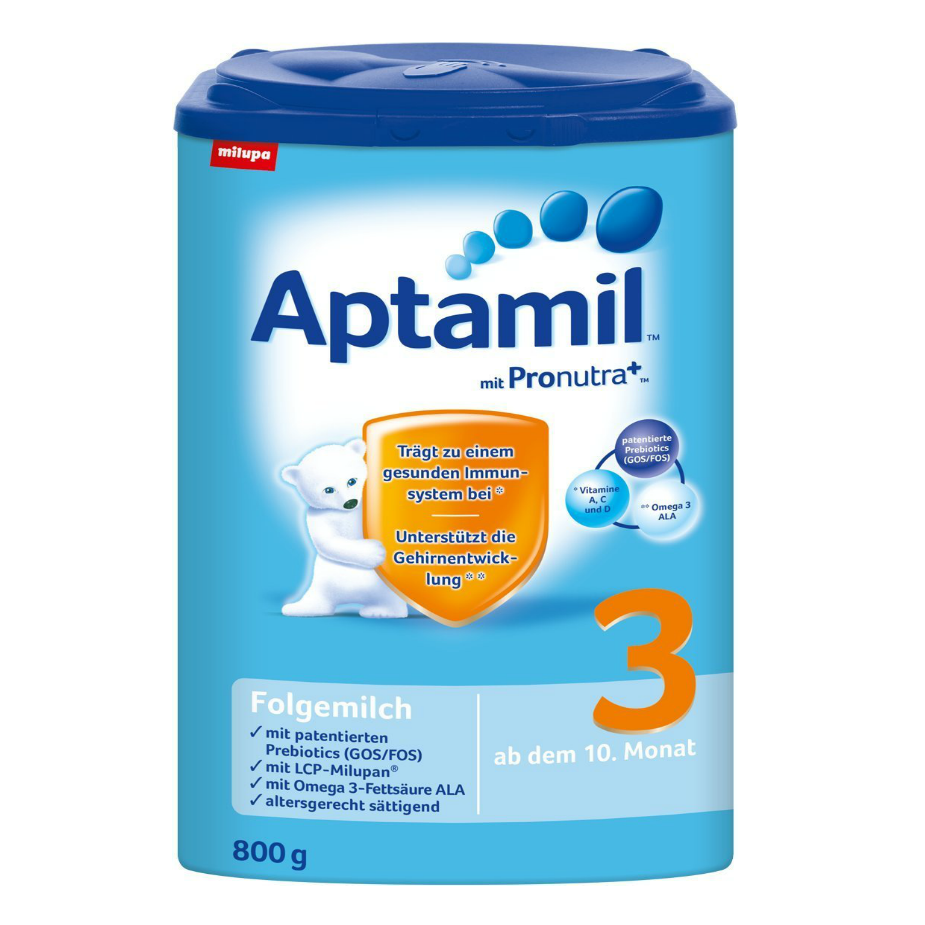 milupa
Aptamil™
mit Pronutra+™
Trägt zu einem
gesunden Immun-
system bei *
Unterstützt die
Gehirnentwick-
lung * *
patentierte
Prebiotics
(GOS/FOS)
* Vitamine
A, C
und D
** Omega 3
ALA
3
Folgemilch
✓ mit patentierten
Prebiotics (GOS/FOS)
✓ mit LCP-Milupan®
✓ mit Omega 3-Fettsäure ALA
✓ altersgerecht sättigend
ab dem 10. Monat
800 g